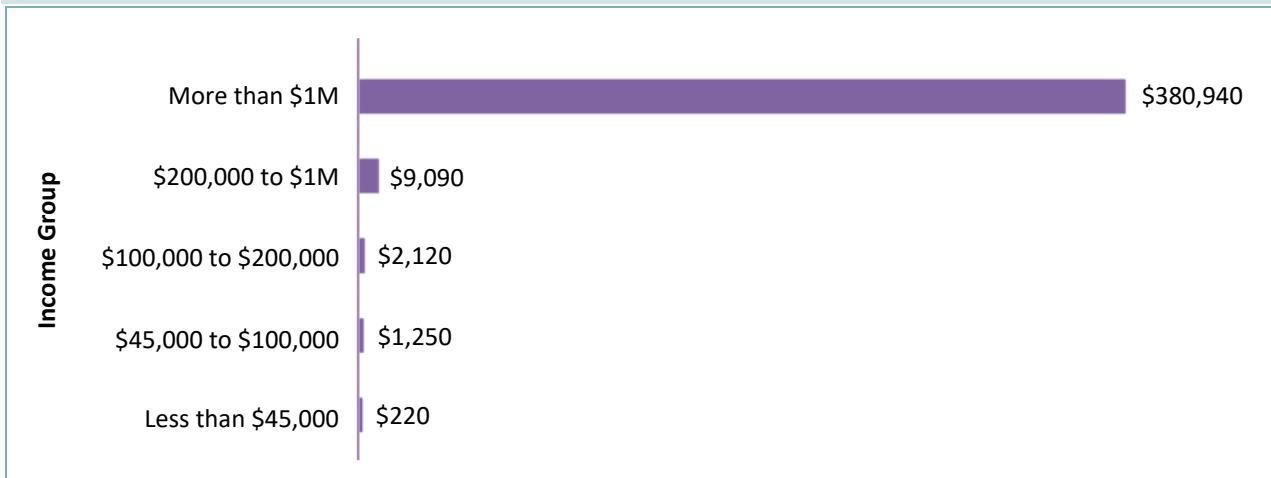 Income Group
More than $1M $380,940
$200,000 to $1M $9,090
$100,000 to $200,000 $2,120
$45,000 to $100,000 $1,250
Less than $45,000 $220